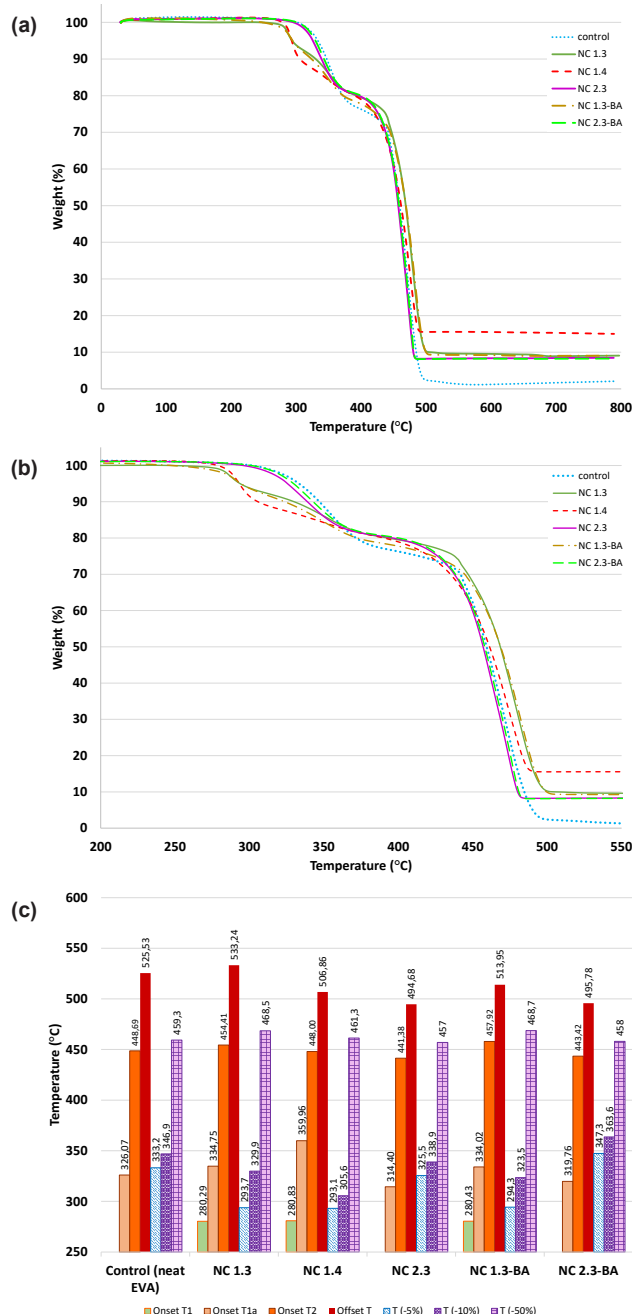 (a)
100
90
80
70
60
50
40
30
20
10
0
Weight (%)
0 100 200 300 400 500 600 700 800
Temperature (°C)
control
NC 1.3
NC 1.4
NC 2.3
NC 1.3-BA
NC 2.3-BA
(b)
100
90
80
70
60
50
40
30
20
10
0
Weight (%)
200 250 300 350 400 450 500 550
Temperature (°C)
control
NC 1.3
NC 1.4
NC 2.3
NC 1.3-BA
NC 2.3-BA
(c)
600
550
500
450
400
350
300
250
Temperature (°C)
326,07 448,69 525,53 333,2 346,9 459,3
280,29 334,75 454,41 533,24 293,7 329,9 468,5
280,83 359,96 448,00 506,86 293,1 305,6 461,3
314,40 441,38 494,68 325,5 338,9 457
280,43 334,02 457,92 513,95 294,3 323,5 468,7
319,76 443,42 495,78 347,3 363,6 458
Control (neat NC 1.3 NC 1.4 NC 2.3 NC 1.3-BA NC 2.3-BA
EVA)
Onset T1 Onset T1a Onset T2 Offset T T (-5%) T (-10%) T (-50%)